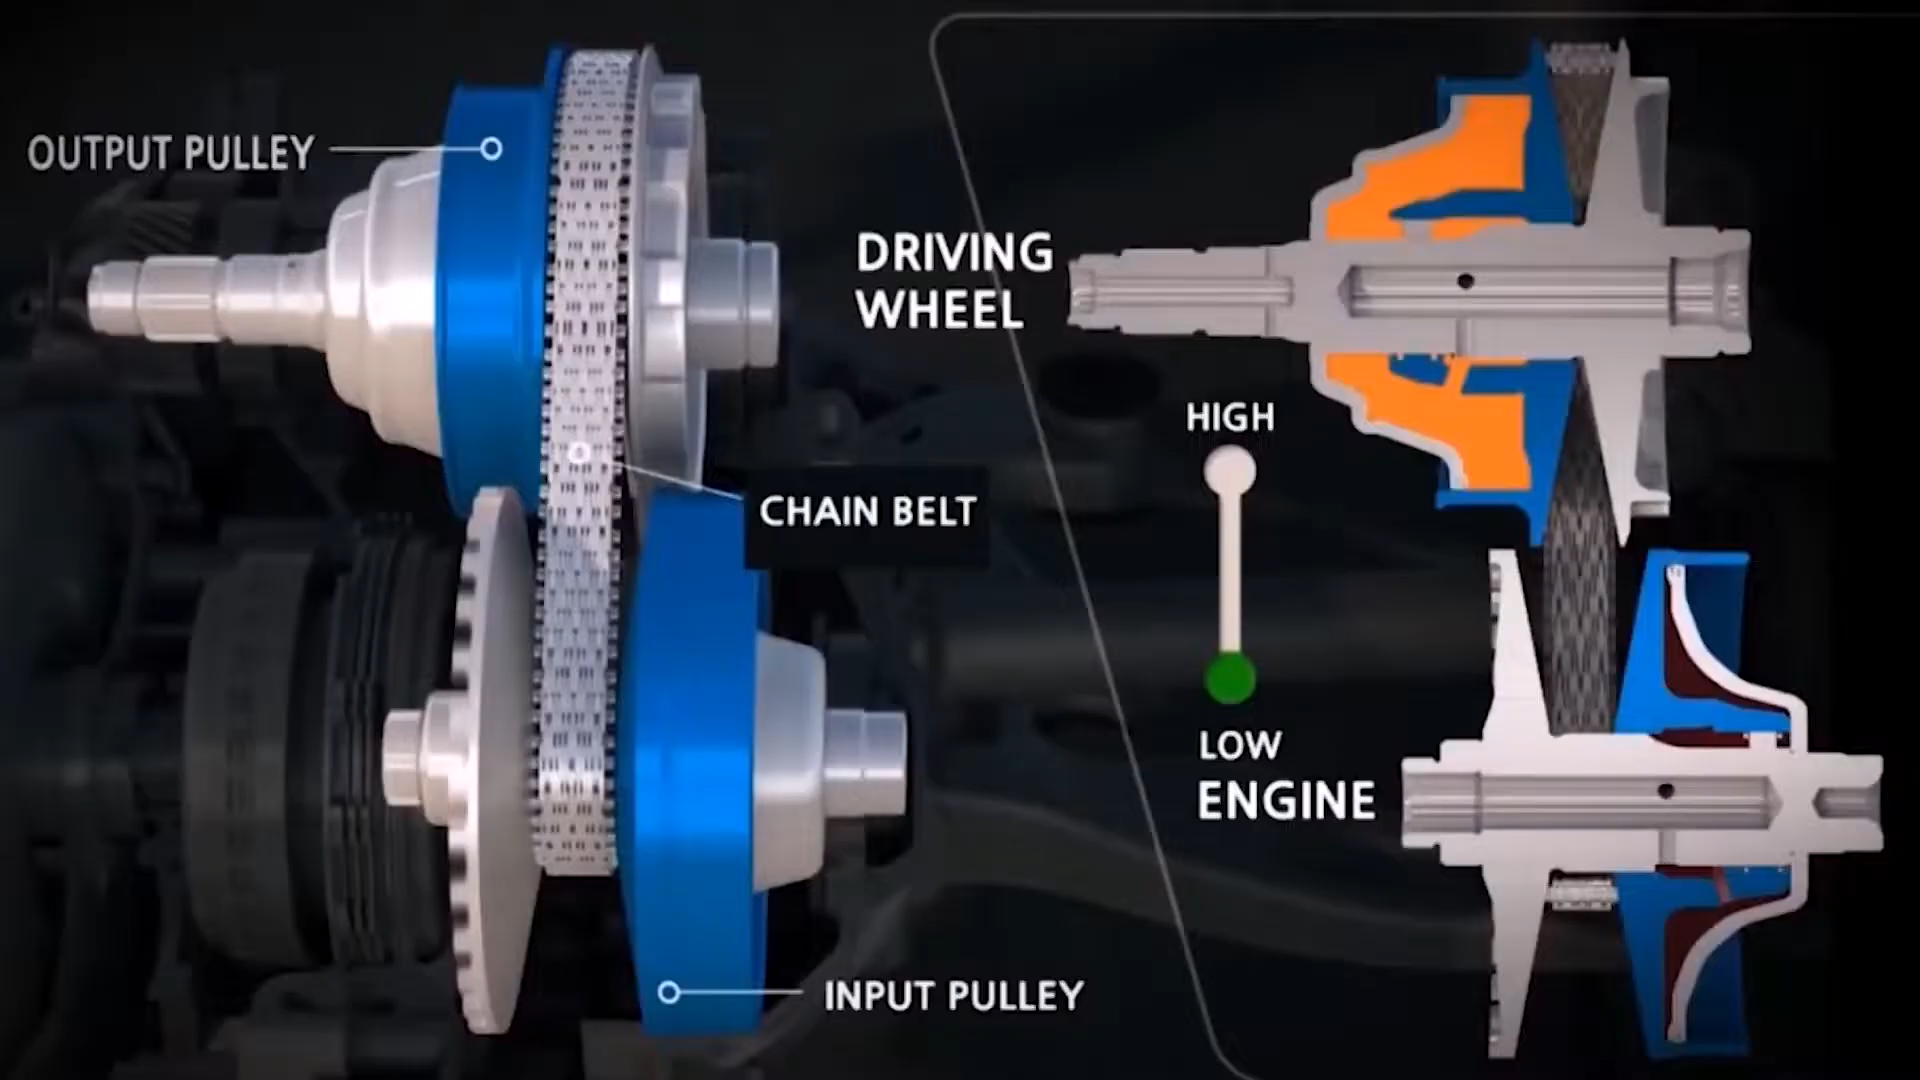 OUTPUT PULLEY
DRIVING
WHEEL
HIGH
CHAIN BELT
LOW
ENGINE
INPUT PULLEY